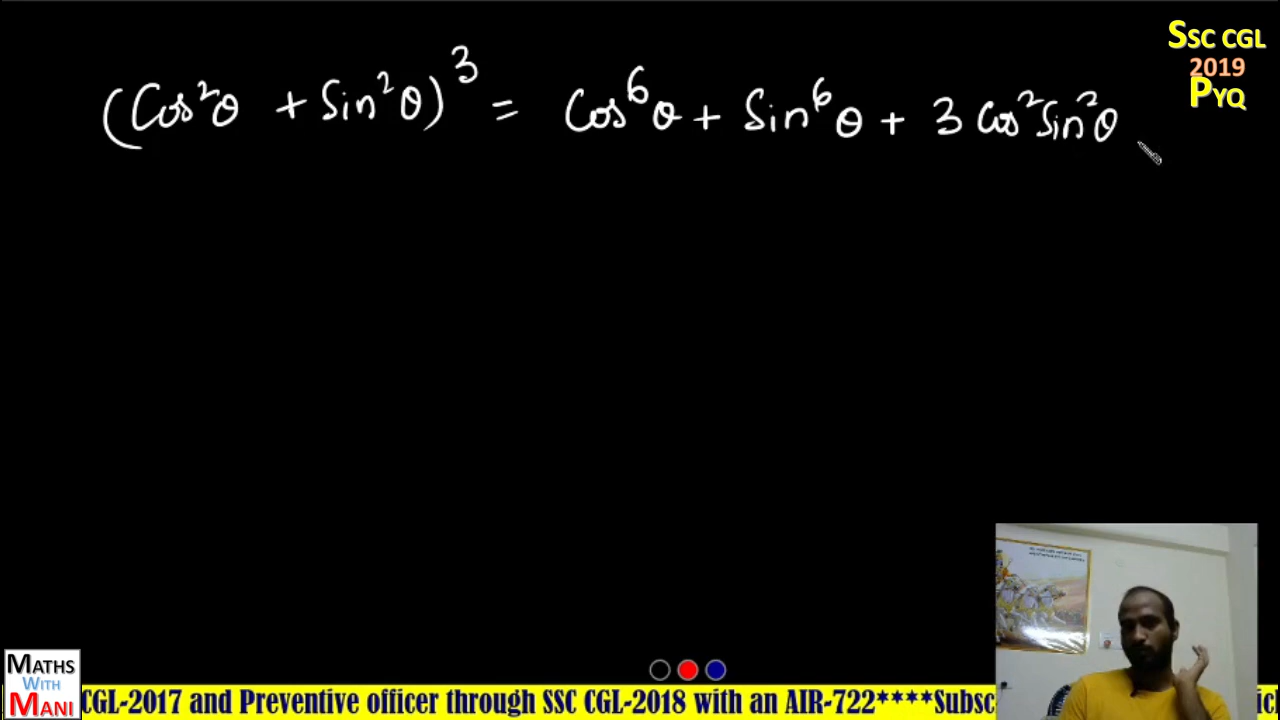 SSC CGL
2019
PYQ
(Cos²θ + Sin²θ)³ = Cos⁶θ + Sin⁶θ + 3 Cos²Sin²θ
MATHS
WITH
MANI
CGL-2017 and Preventive officer through SSC CGL-2018 with an AIR-722****Subsc